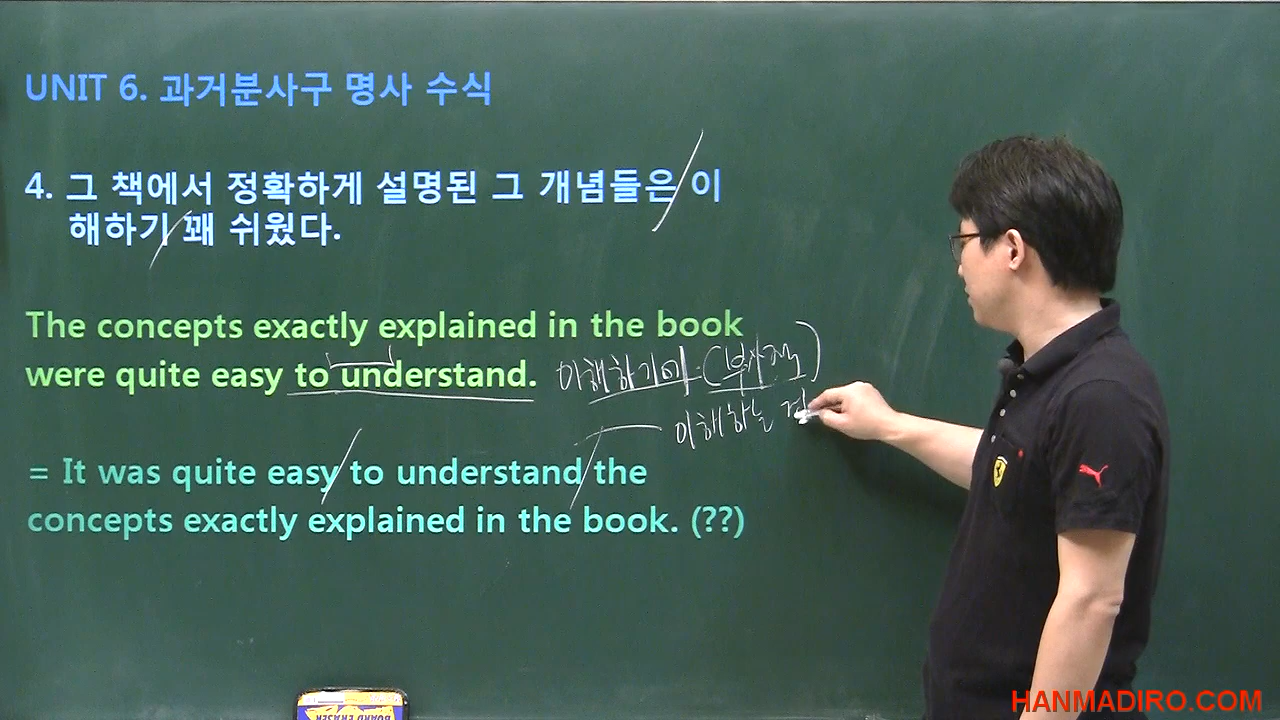 UNIT 6. 과거분사구 명사 수식
4. 그 책에서 정확하게 설명된 그 개념들은 이
해하기 꽤 쉬웠다.
The concepts exactly explained in the book
were quite easy to understand.
이해하기에 (부사적으로)
이해하는 것
= It was quite easy to understand the
concepts exactly explained in the book. (??)
BOARD ERASER
HANMADIRO.COM